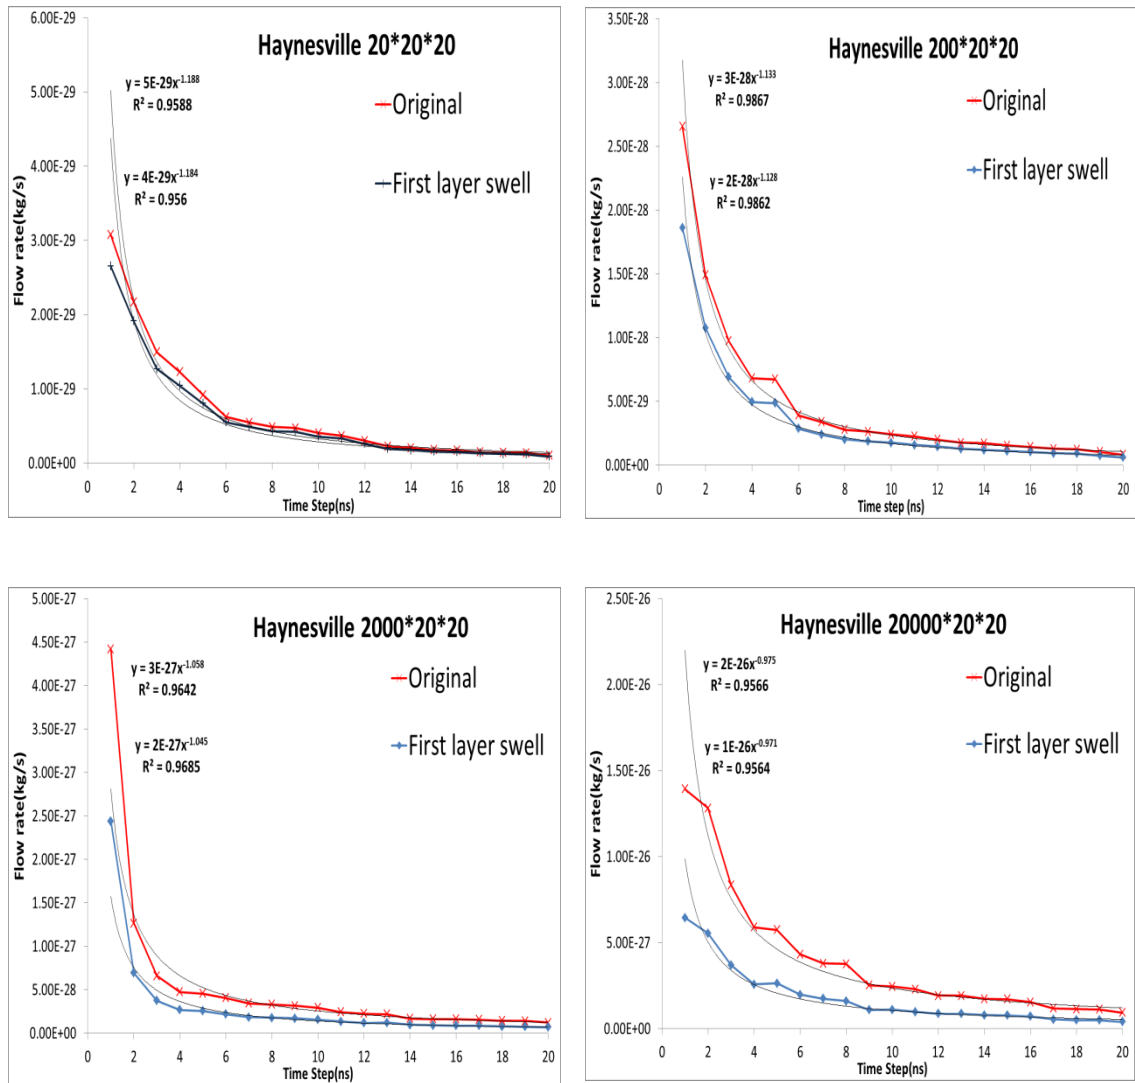 Haynesville 20*20*20
6.00E-29
5.00E-29
4.00E-29
3.00E-29
2.00E-29
1.00E-29
0.00E+00
Flow rate(kg/s)
y = 5E-29x^-1.188
R² = 0.9588
y = 4E-29x^-1.184
R² = 0.956
Original
First layer swell
0 2 4 6 8 10 12 14 16 18 20
Time Step(ns)
Haynesville 200*20*20
3.50E-28
3.00E-28
2.50E-28
2.00E-28
1.50E-28
1.00E-28
5.00E-29
0.00E+00
Flow rate(kg/s)
y = 3E-28x^-1.133
R² = 0.9867
y = 2E-28x^-1.128
R² = 0.9862
Original
First layer swell
0 2 4 6 8 10 12 14 16 18 20
Time step (ns)
Haynesville 2000*20*20
5.00E-27
4.50E-27
4.00E-27
3.50E-27
3.00E-27
2.50E-27
2.00E-27
1.50E-27
1.00E-27
5.00E-28
0.00E+00
Flow rate(kg/s)
y = 3E-27x^-1.058
R² = 0.9642
y = 2E-27x^-1.045
R² = 0.9685
Original
First layer swell
0 2 4 6 8 10 12 14 16 18 20
Time Step(ns)
Haynesville 20000*20*20
2.50E-26
2.00E-26
1.50E-26
1.00E-26
5.00E-27
0.00E+00
Flow rate(kg/s)
y = 2E-26x^-0.975
R² = 0.9566
y = 1E-26x^-0.971
R² = 0.9564
Original
First layer swell
0 2 4 6 8 10 12 14 16 18 20
Time Step(ns)